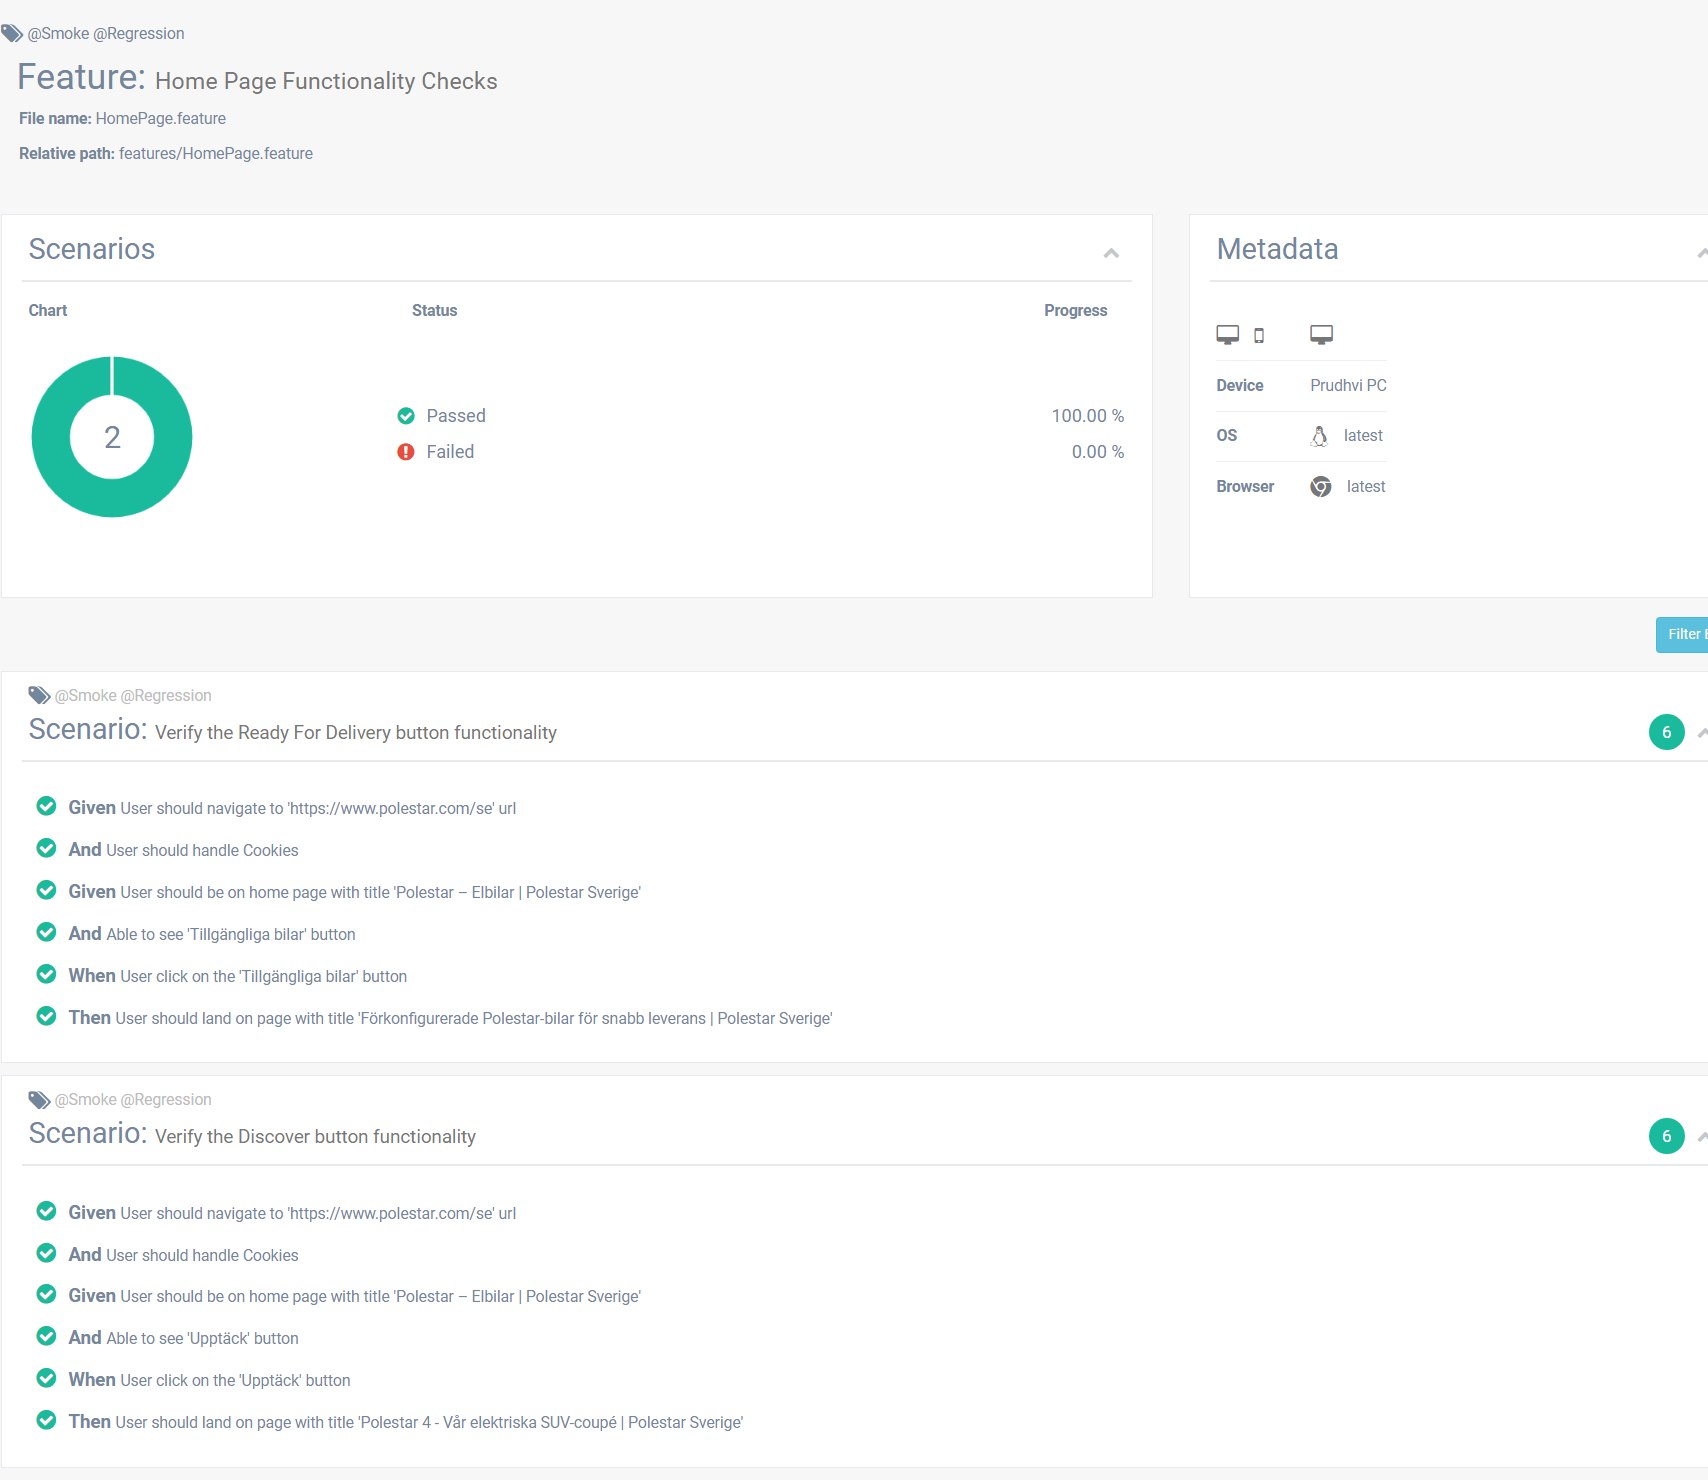 @Smoke @Regression
Feature: Home Page Functionality Checks
File name: HomePage.feature
Relative path: features/HomePage.feature
Scenarios
Chart Status Progress
2
Passed 100.00 %
Failed 0.00 %
Metadata
Device Prudhvi PC
OS latest
Browser latest
Filter
@Smoke @Regression
Scenario: Verify the Ready For Delivery button functionality 6
Given User should navigate to 'https://www.polestar.com/se' url
And User should handle Cookies
Given User should be on home page with title 'Polestar – Elbilar | Polestar Sverige'
And Able to see 'Tillgängliga bilar' button
When User click on the 'Tillgängliga bilar' button
Then User should land on page with title 'Förkonfigurerade Polestar-bilar för snabb leverans | Polestar Sverige'
@Smoke @Regression
Scenario: Verify the Discover button functionality 6
Given User should navigate to 'https://www.polestar.com/se' url
And User should handle Cookies
Given User should be on home page with title 'Polestar – Elbilar | Polestar Sverige'
And Able to see 'Upptäck' button
When User click on the 'Upptäck' button
Then User should land on page with title 'Polestar 4 - Vår elektriska SUV-coupé | Polestar Sverige'